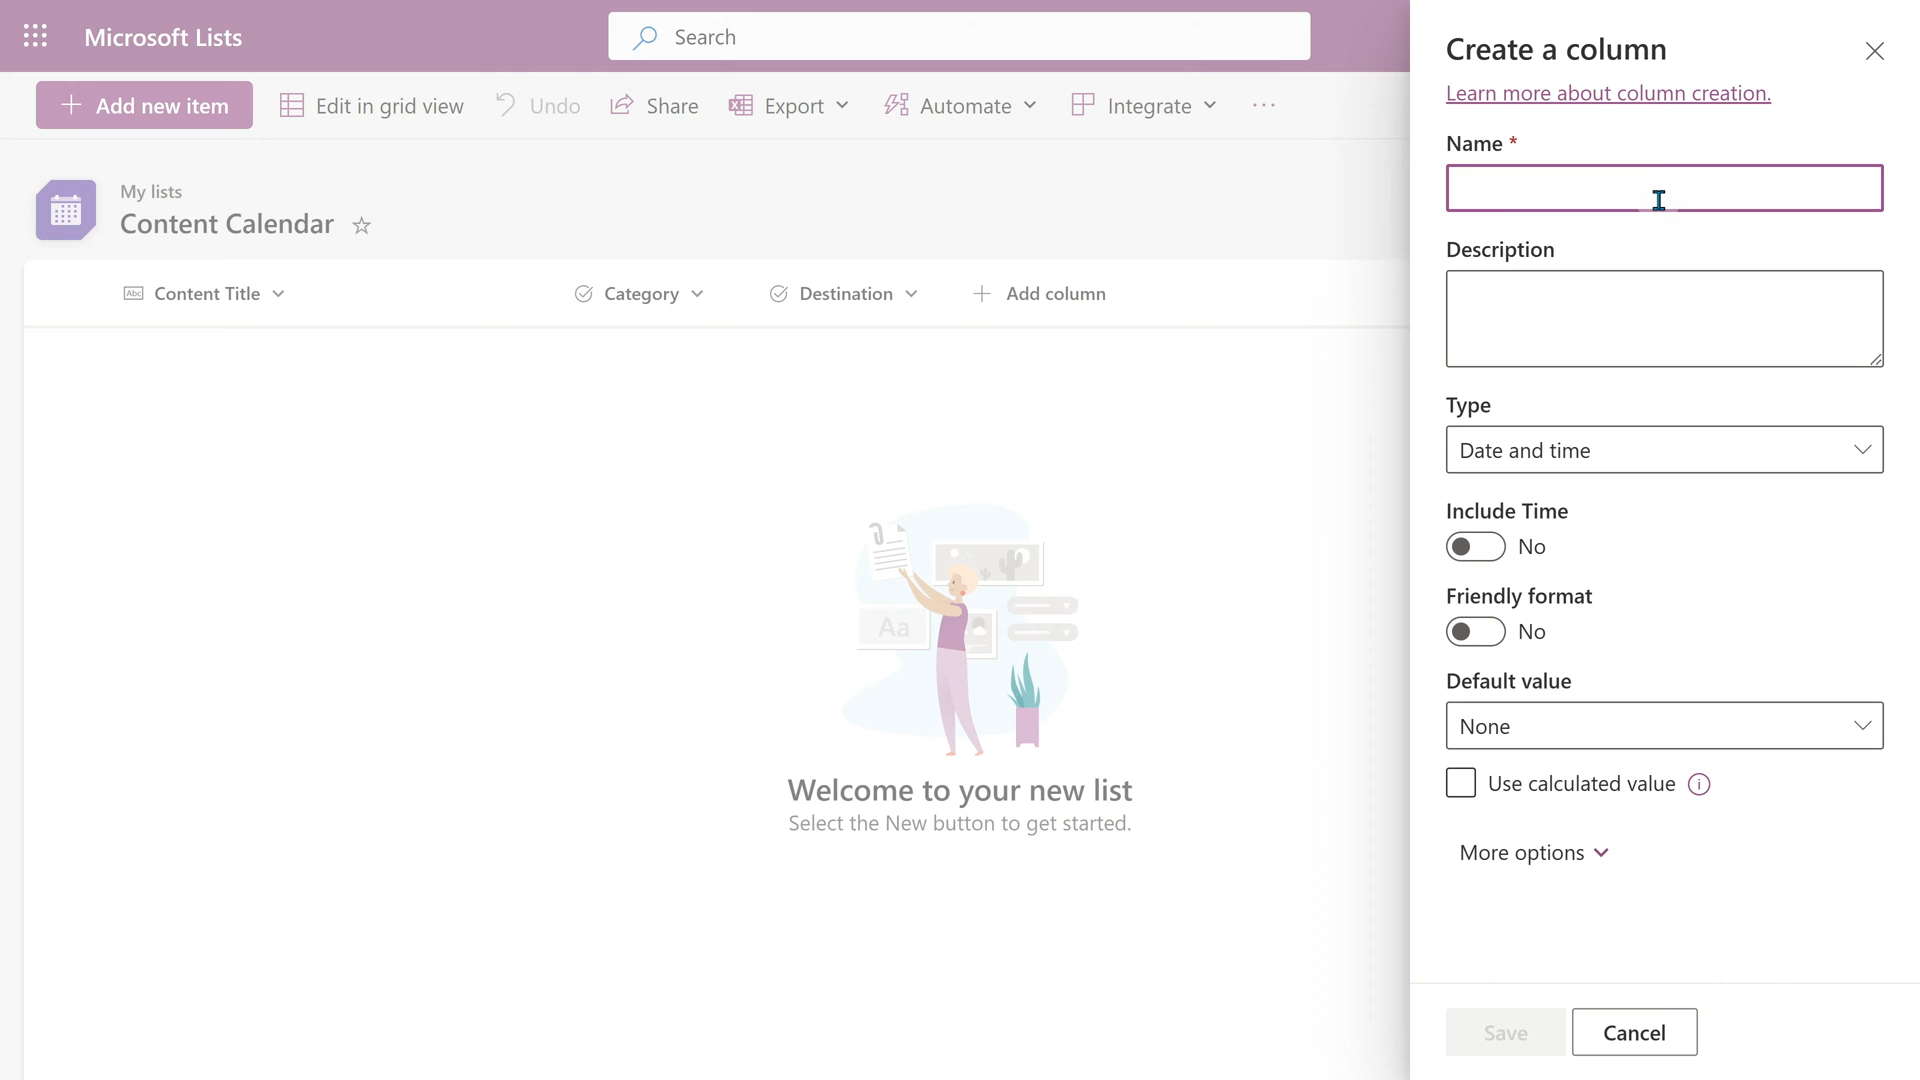 Microsoft Lists
Search
Add new item
Edit in grid view
Undo
Share
Export
Automate
Integrate
My lists
Content Calendar
Abc Content Title
Category
Destination
Add column
Aa
Welcome to your new list
Select the New button to get started.
Create a column
Learn more about column creation.
Name *
Description
Type
Date and time
Include Time
No
Friendly format
No
Default value
None
Use calculated value
More options
Save
Cancel